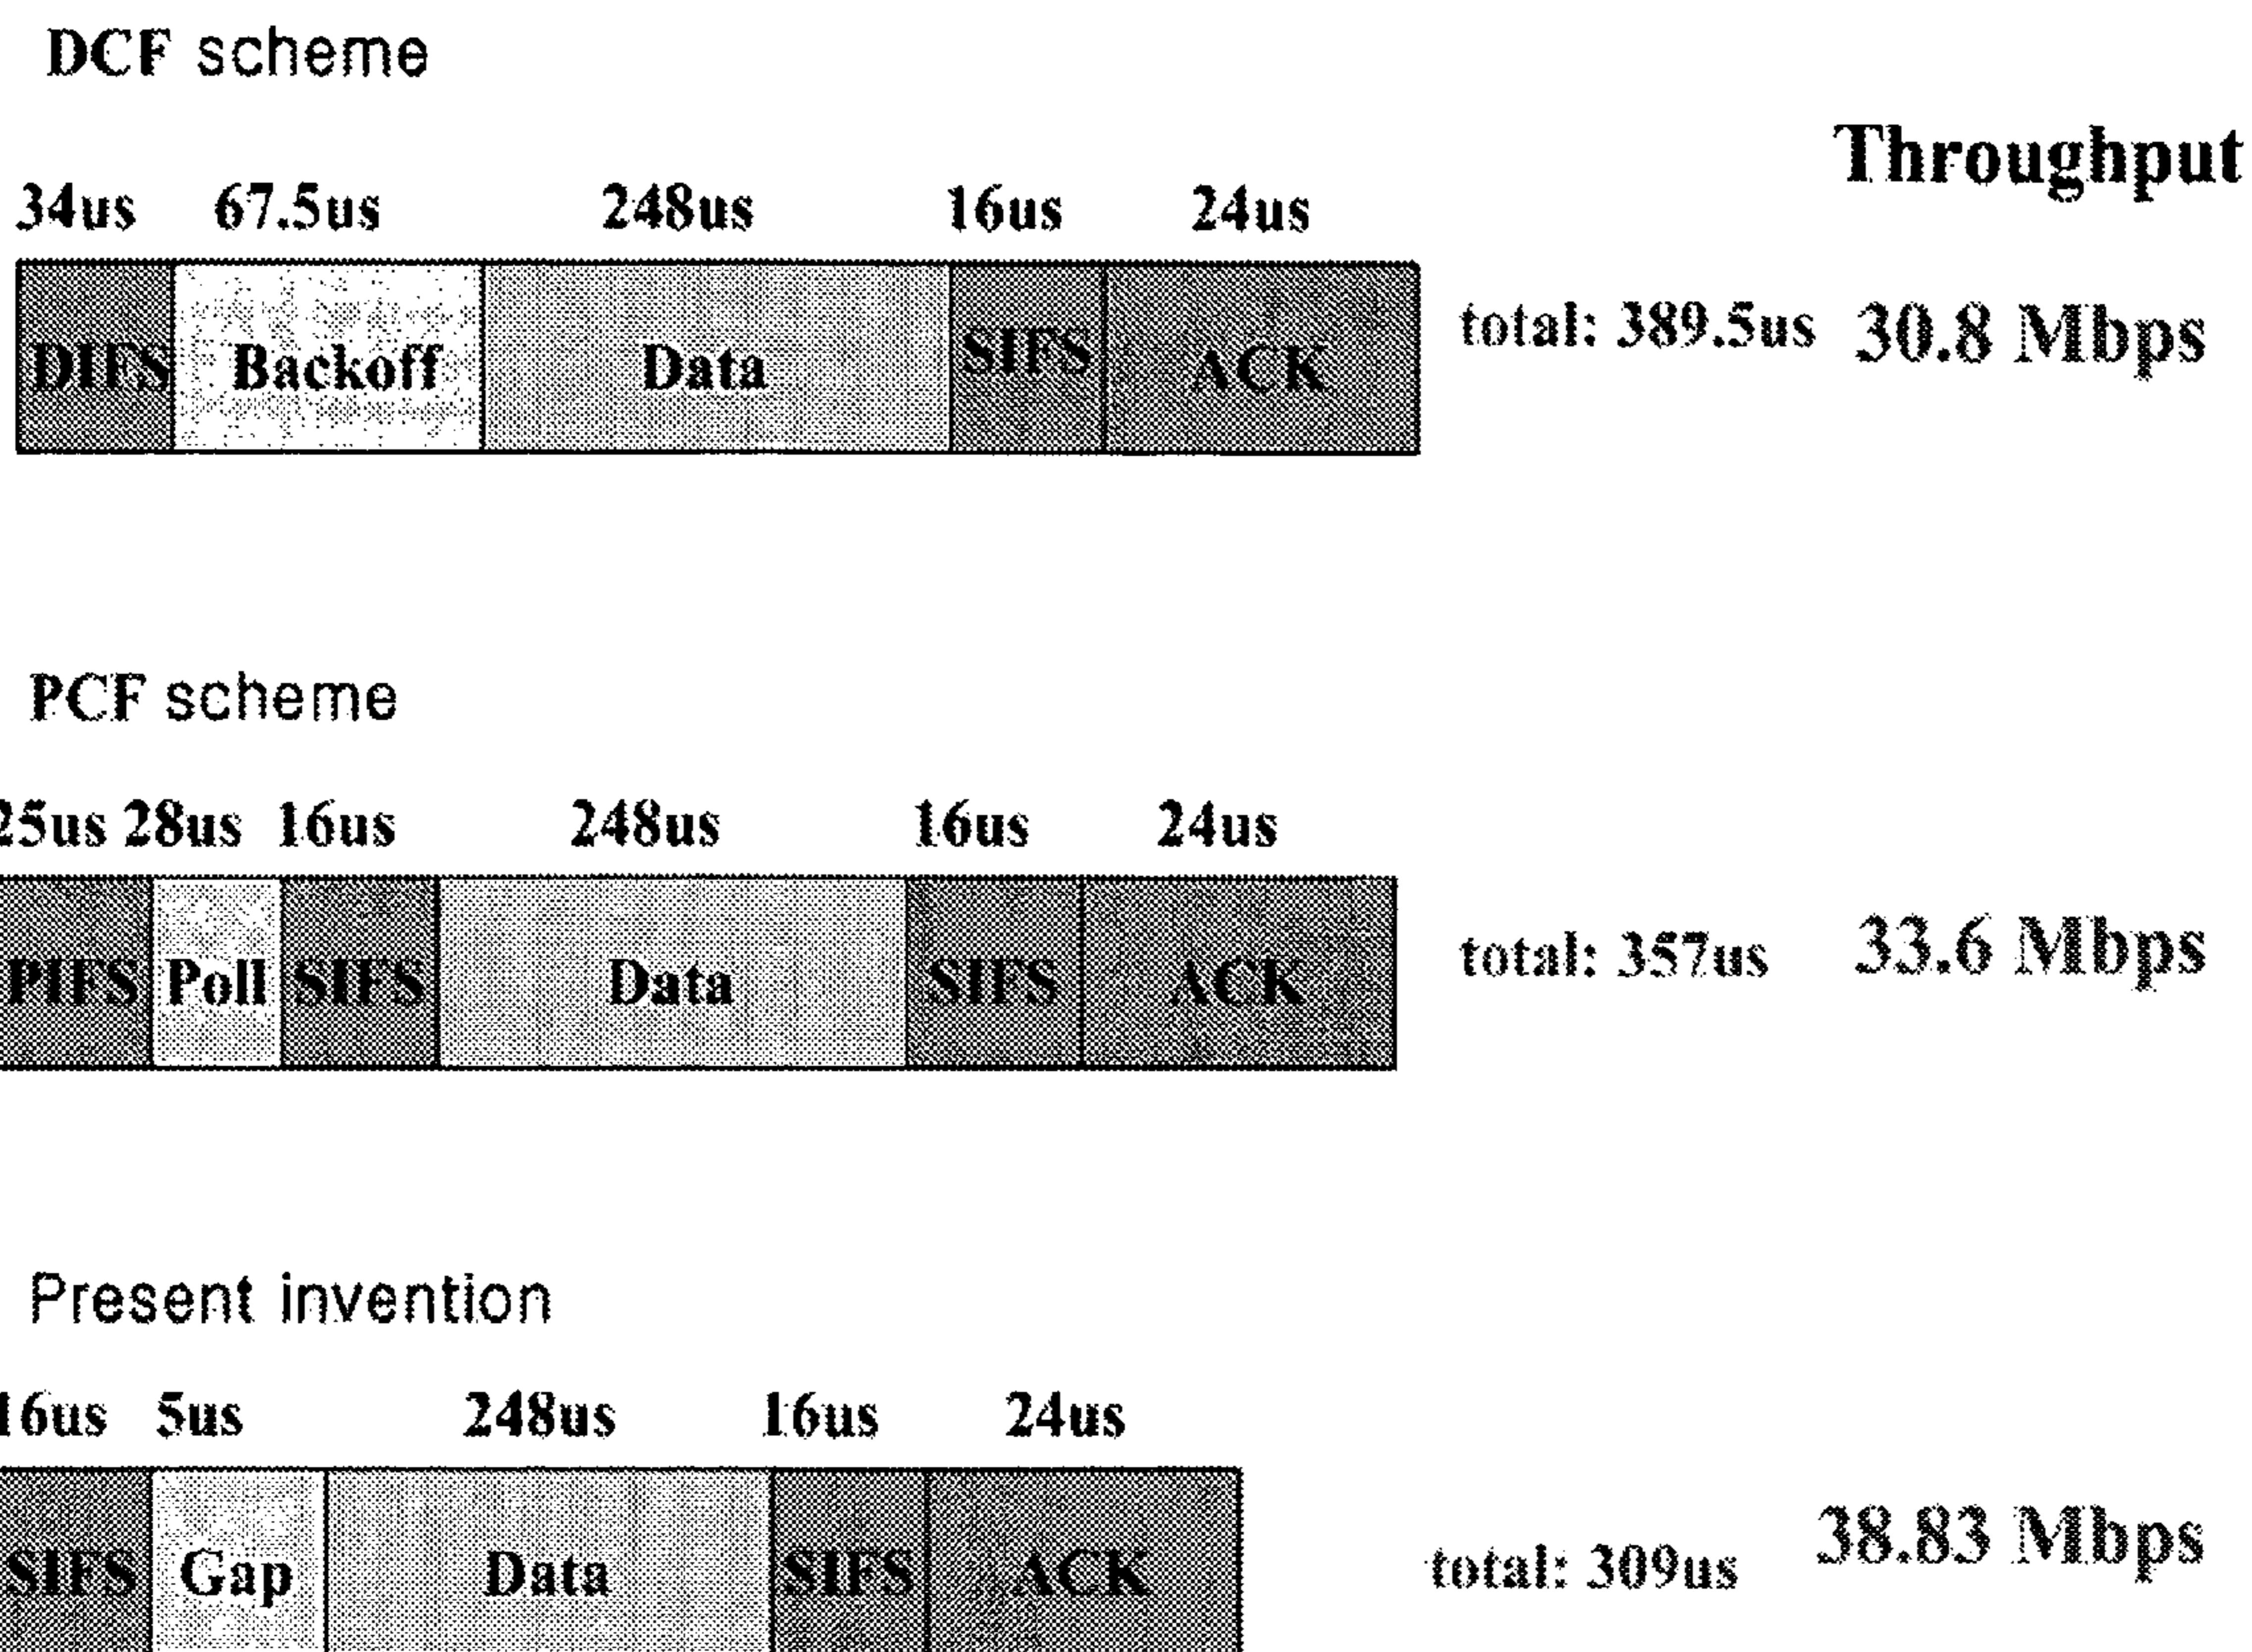 DCF scheme
Throughput
34us 67.5us 248us 16us 24us
DIFS Backoff Data SIFS ACK
total: 389.5us 30.8 Mbps
PCF scheme
25us 28us 16us 248us 16us 24us
PIFS Poll SIFS Data SIFS ACK
total: 357us 33.6 Mbps
Present invention
16us 5us 248us 16us 24us
SIFS Gap Data SIFS ACK
total: 309us 38.83 Mbps